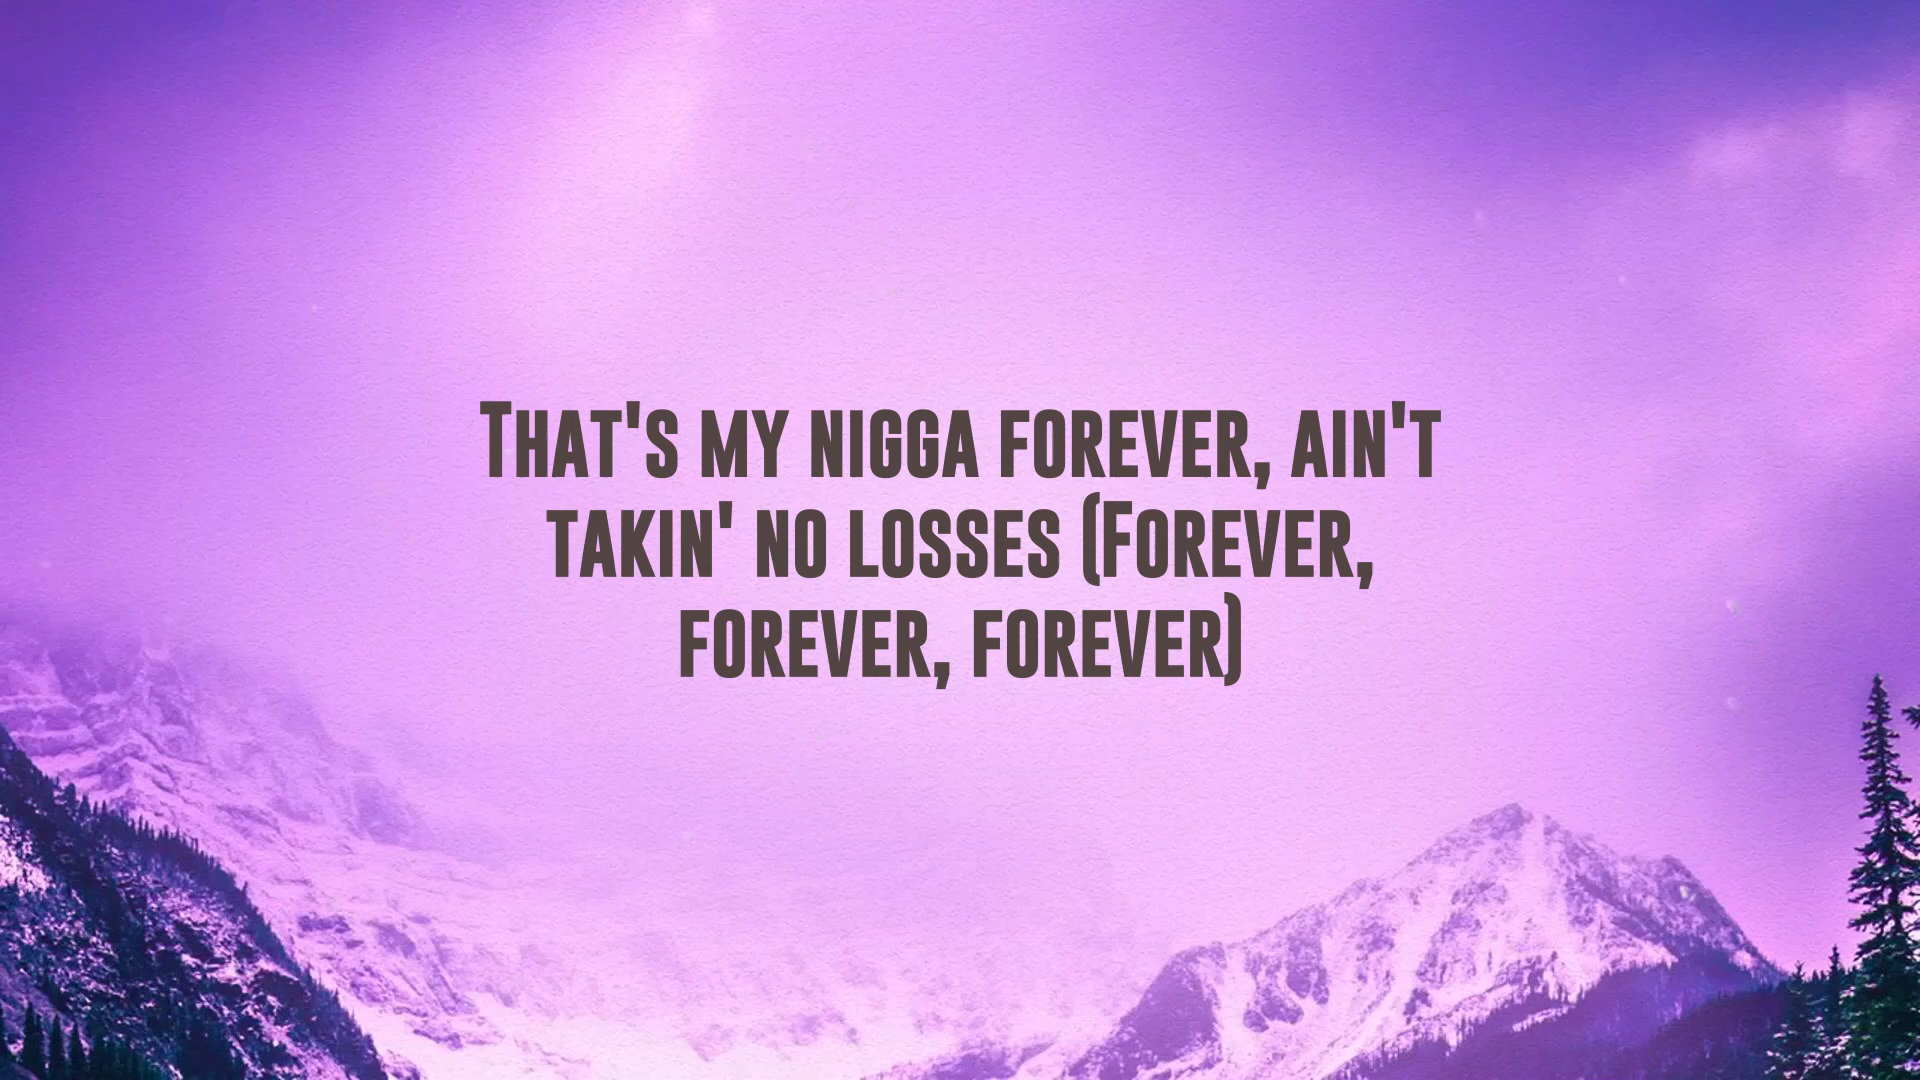 That's my nigga forever, ain't
takin' no losses (Forever,
forever, forever)